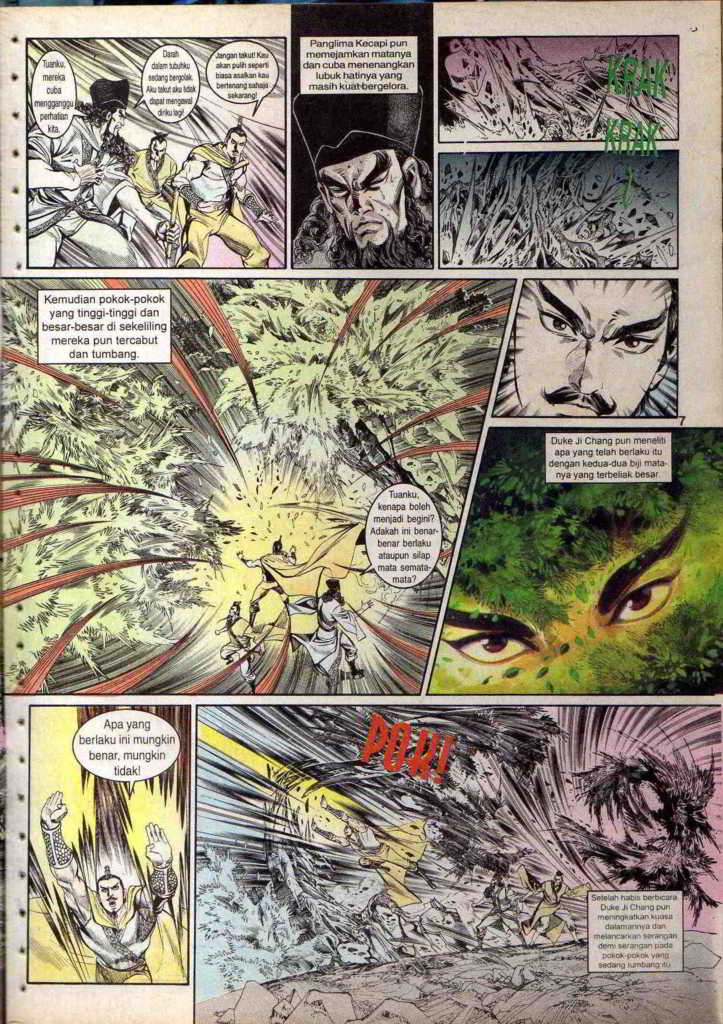 Tuanku,
mereka
cuba
mengganggu
perhatian
kita.
Darah
dalam tubuhku
sedang bergolak.
Aku takut aku tidak
dapat mengawal
diriku lagi!
Jangan takut! Kau
akan pulih seperti
biasa asalkan kau
bertenang sahaja
sekarang!
Panglima Kecapi pun
memejamkan matanya
dan cuba menenangkan
lubuk hatinya yang
masih kuat bergelora.
KRAK
KRAK
Kemudian pokok-pokok
yang tinggi-tinggi dan
besar-besar di sekeliling
mereka pun tercabut
dan tumbang.
Tuanku,
kenapa boleh
menjadi begini?
Adakah ini benar-
benar berlaku
ataupun silap
mata semata-
mata?
7
Duke Ji Chang pun meneliti
apa yang telah berlaku itu
dengan kedua-dua biji mata-
nya yang terbeliak besar.
Apa yang
berlaku ini mungkin
benar, mungkin
tidak!
POK!
Setelah habis berbicara
Duke Ji Chang pun
meningkatkan kuasa
dalamannya dan
melancarkan serangan
demi serangan pada
pokok-pokok yang
sedang tumbang itu